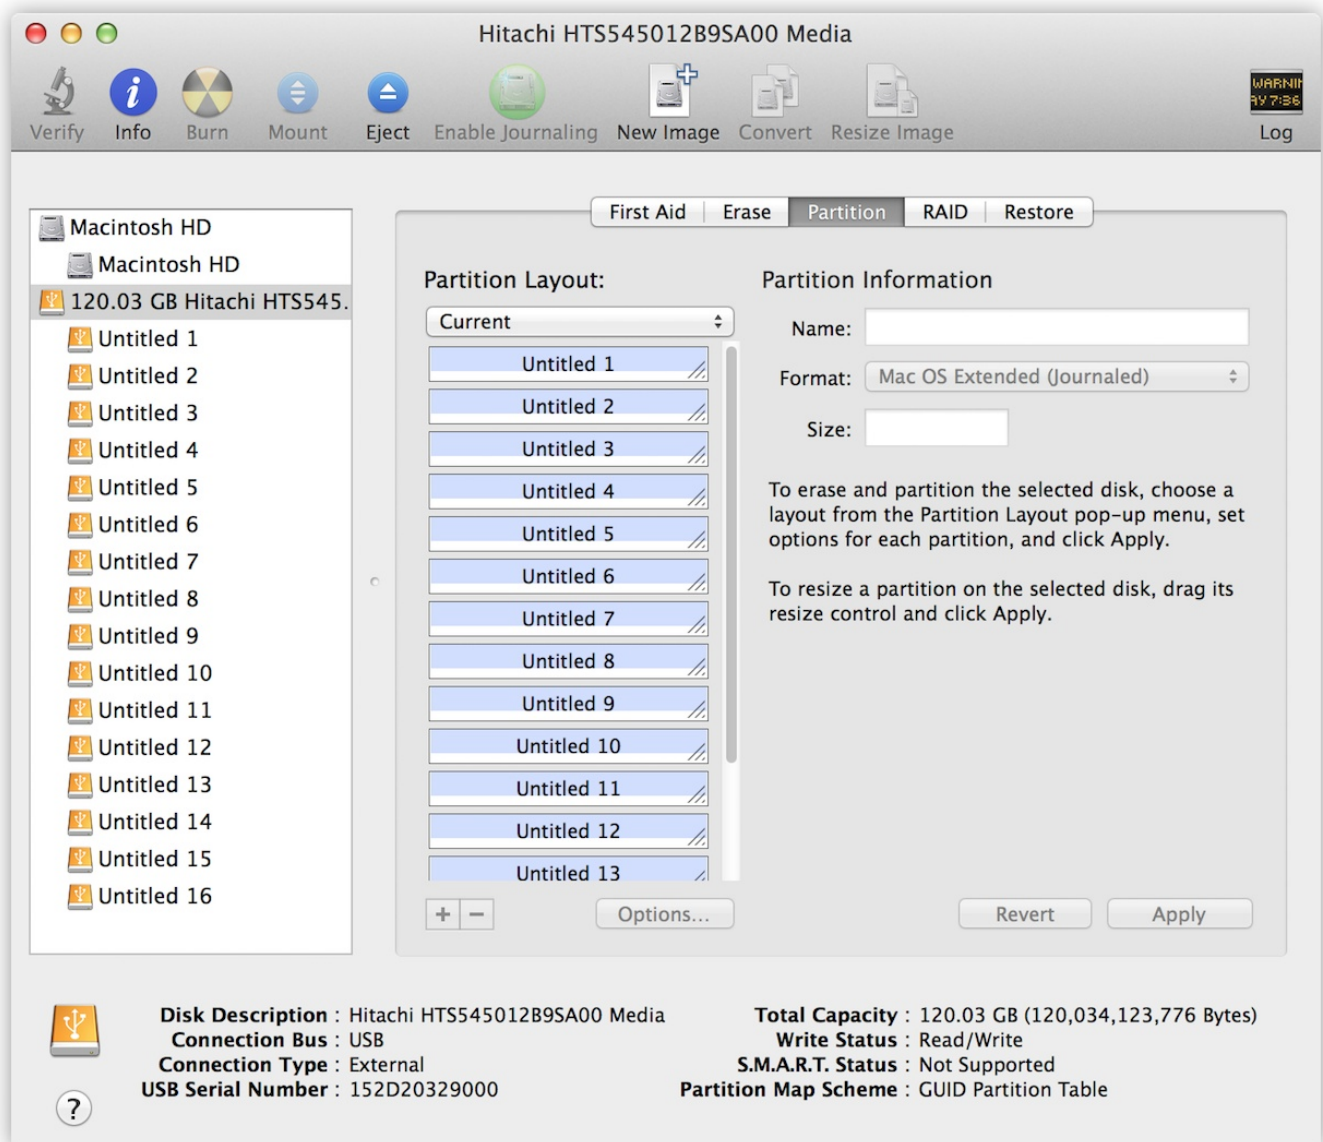 Hitachi HTS545012B9SA00 Media
Verify Info Burn Mount Eject Enable Journaling New Image Convert Resize Image Log
WARNIN
AY 7:36
First Aid Erase Partition RAID Restore
Macintosh HD
Macintosh HD
120.03 GB Hitachi HTS545.
Untitled 1
Untitled 2
Untitled 3
Untitled 4
Untitled 5
Untitled 6
Untitled 7
Untitled 8
Untitled 9
Untitled 10
Untitled 11
Untitled 12
Untitled 13
Untitled 14
Untitled 15
Untitled 16
Partition Layout:
Current
Untitled 1
Untitled 2
Untitled 3
Untitled 4
Untitled 5
Untitled 6
Untitled 7
Untitled 8
Untitled 9
Untitled 10
Untitled 11
Untitled 12
Untitled 13
+ −
Options...
Partition Information
Name:
Format: Mac OS Extended (Journaled)
Size:
To erase and partition the selected disk, choose a
layout from the Partition Layout pop-up menu, set
options for each partition, and click Apply.
To resize a partition on the selected disk, drag its
resize control and click Apply.
Revert Apply
Disk Description : Hitachi HTS545012B9SA00 Media
Connection Bus : USB
Connection Type : External
USB Serial Number : 152D20329000
Total Capacity : 120.03 GB (120,034,123,776 Bytes)
Write Status : Read/Write
S.M.A.R.T. Status : Not Supported
Partition Map Scheme : GUID Partition Table
?